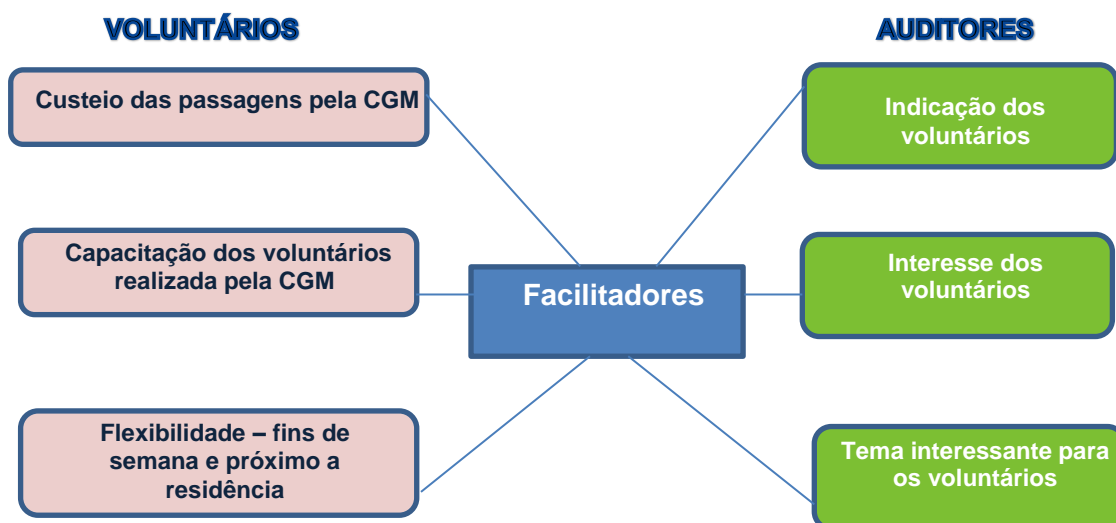 VOLUNTÁRIOS
AUDITORES
Custeio das passagens pela CGM
Capacitação dos voluntários
realizada pela CGM
Flexibilidade – fins de
semana e próximo a
residência
Facilitadores
Indicação dos
voluntários
Interesse dos
voluntários
Tema interessante para
os voluntários